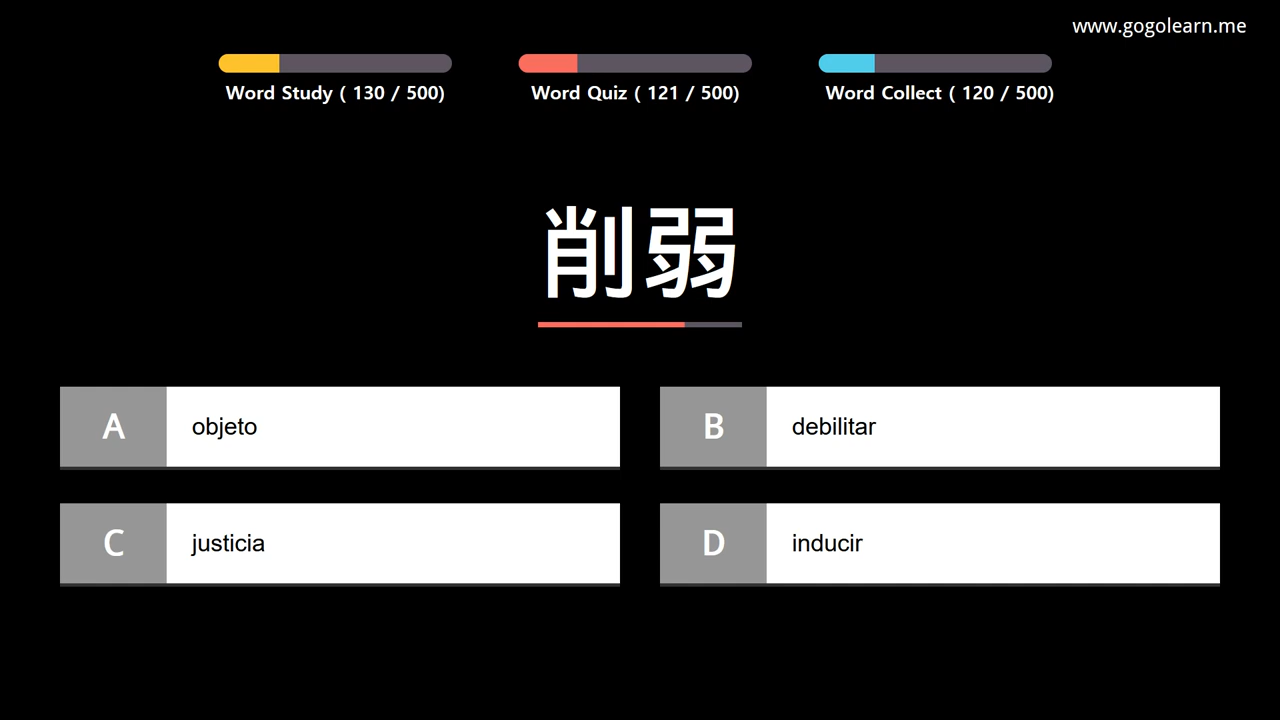 www.gogolearn.me
Word Study ( 130 / 500)
Word Quiz ( 121 / 500)
Word Collect ( 120 / 500)
削弱
A objeto
B debilitar
C justicia
D inducir